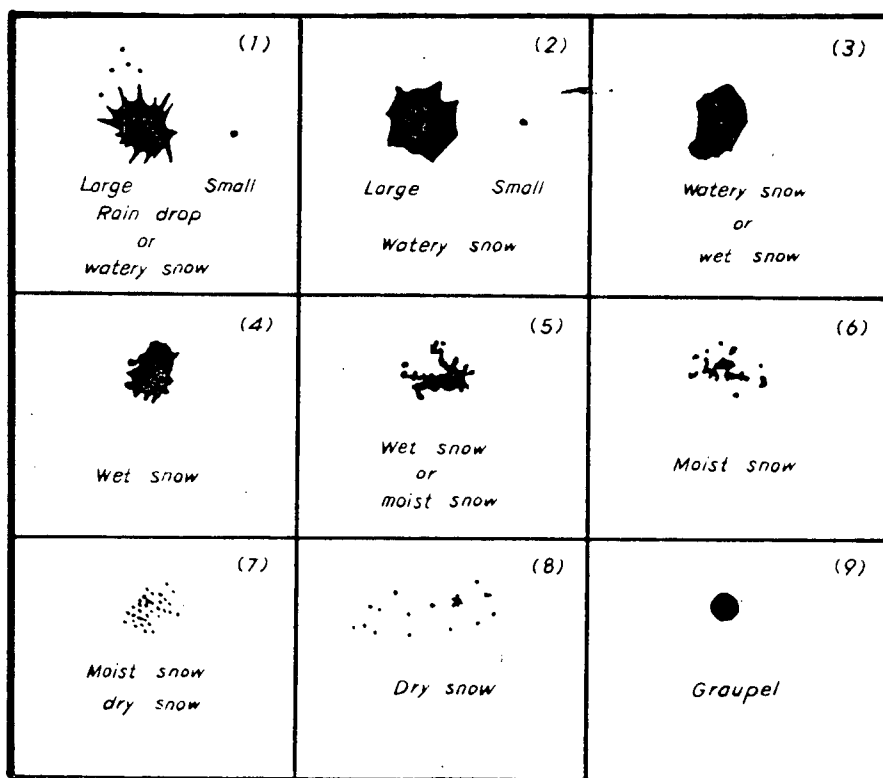 (1)
Large Small
Rain drop
or
watery snow
(2)
Large Small
Watery snow
(3)
Watery snow
or
wet snow
(4)
Wet snow
(5)
Wet snow
or
moist snow
(6)
Moist snow
(7)
Moist snow
dry snow
(8)
Dry snow
(9)
Graupel